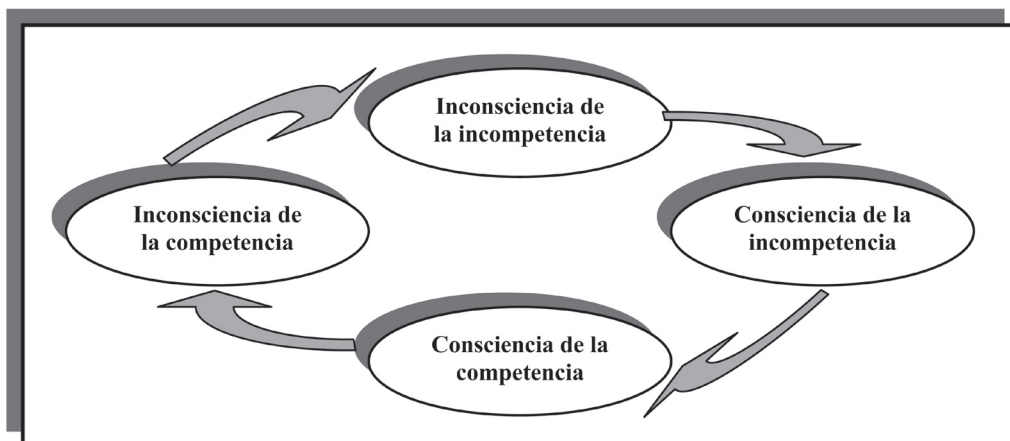 Inconsciencia de
la incompetencia
Inconsciencia de
la competencia
Consciencia de la
incompetencia
Consciencia de la
competencia